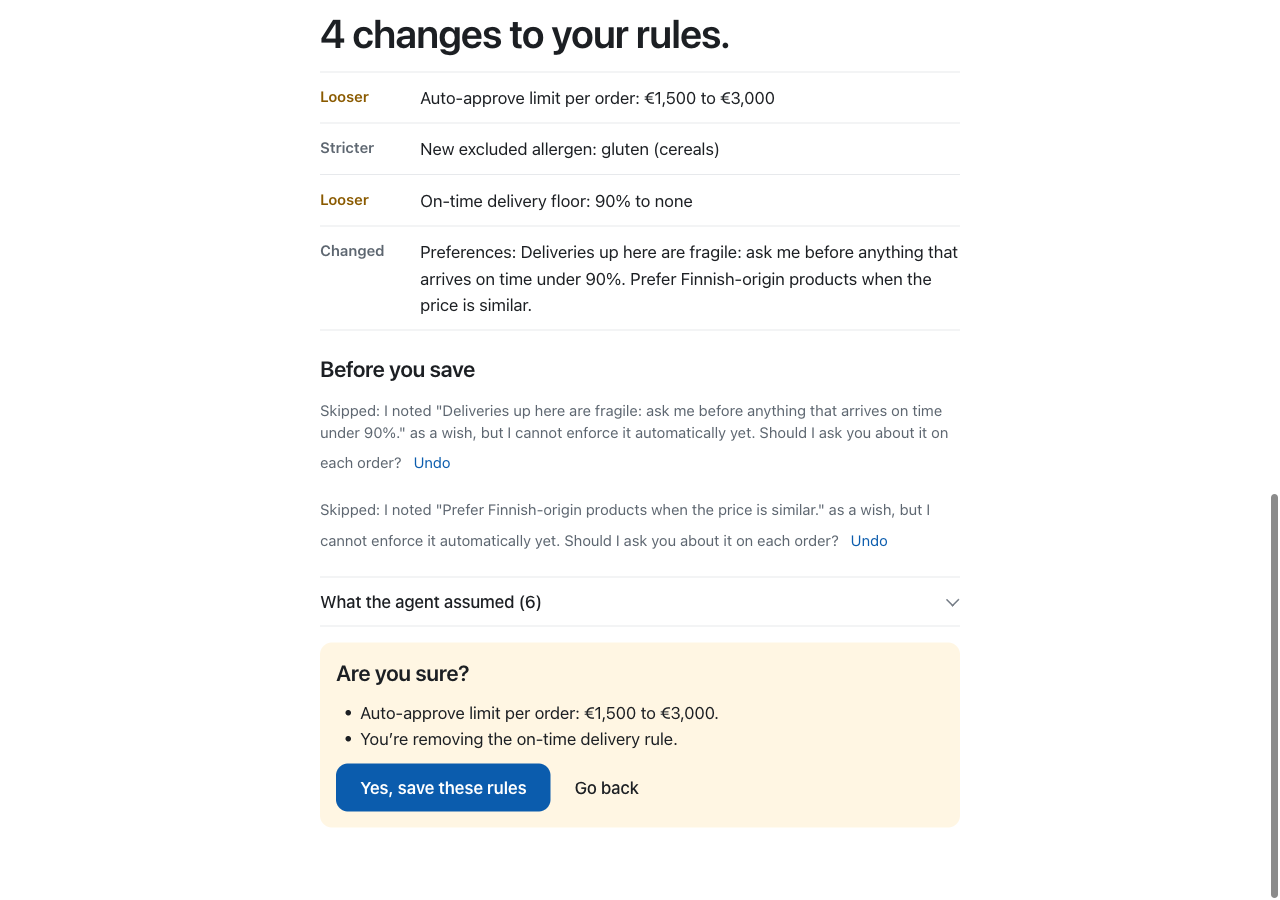 4 changes to your rules.
Looser
Auto-approve limit per order: €1,500 to €3,000
Stricter
New excluded allergen: gluten (cereals)
Looser
On-time delivery floor: 90% to none
Changed
Preferences: Deliveries up here are fragile: ask me before anything that
arrives on time under 90%. Prefer Finnish-origin products when the
price is similar.
Before you save
Skipped: I noted "Deliveries up here are fragile: ask me before anything that arrives on time
under 90%." as a wish, but I cannot enforce it automatically yet. Should I ask you about it on
each order? Undo
Skipped: I noted "Prefer Finnish-origin products when the price is similar." as a wish, but I
cannot enforce it automatically yet. Should I ask you about it on each order? Undo
What the agent assumed (6)
Are you sure?
• Auto-approve limit per order: €1,500 to €3,000.
• You’re removing the on-time delivery rule.
Yes, save these rules
Go back